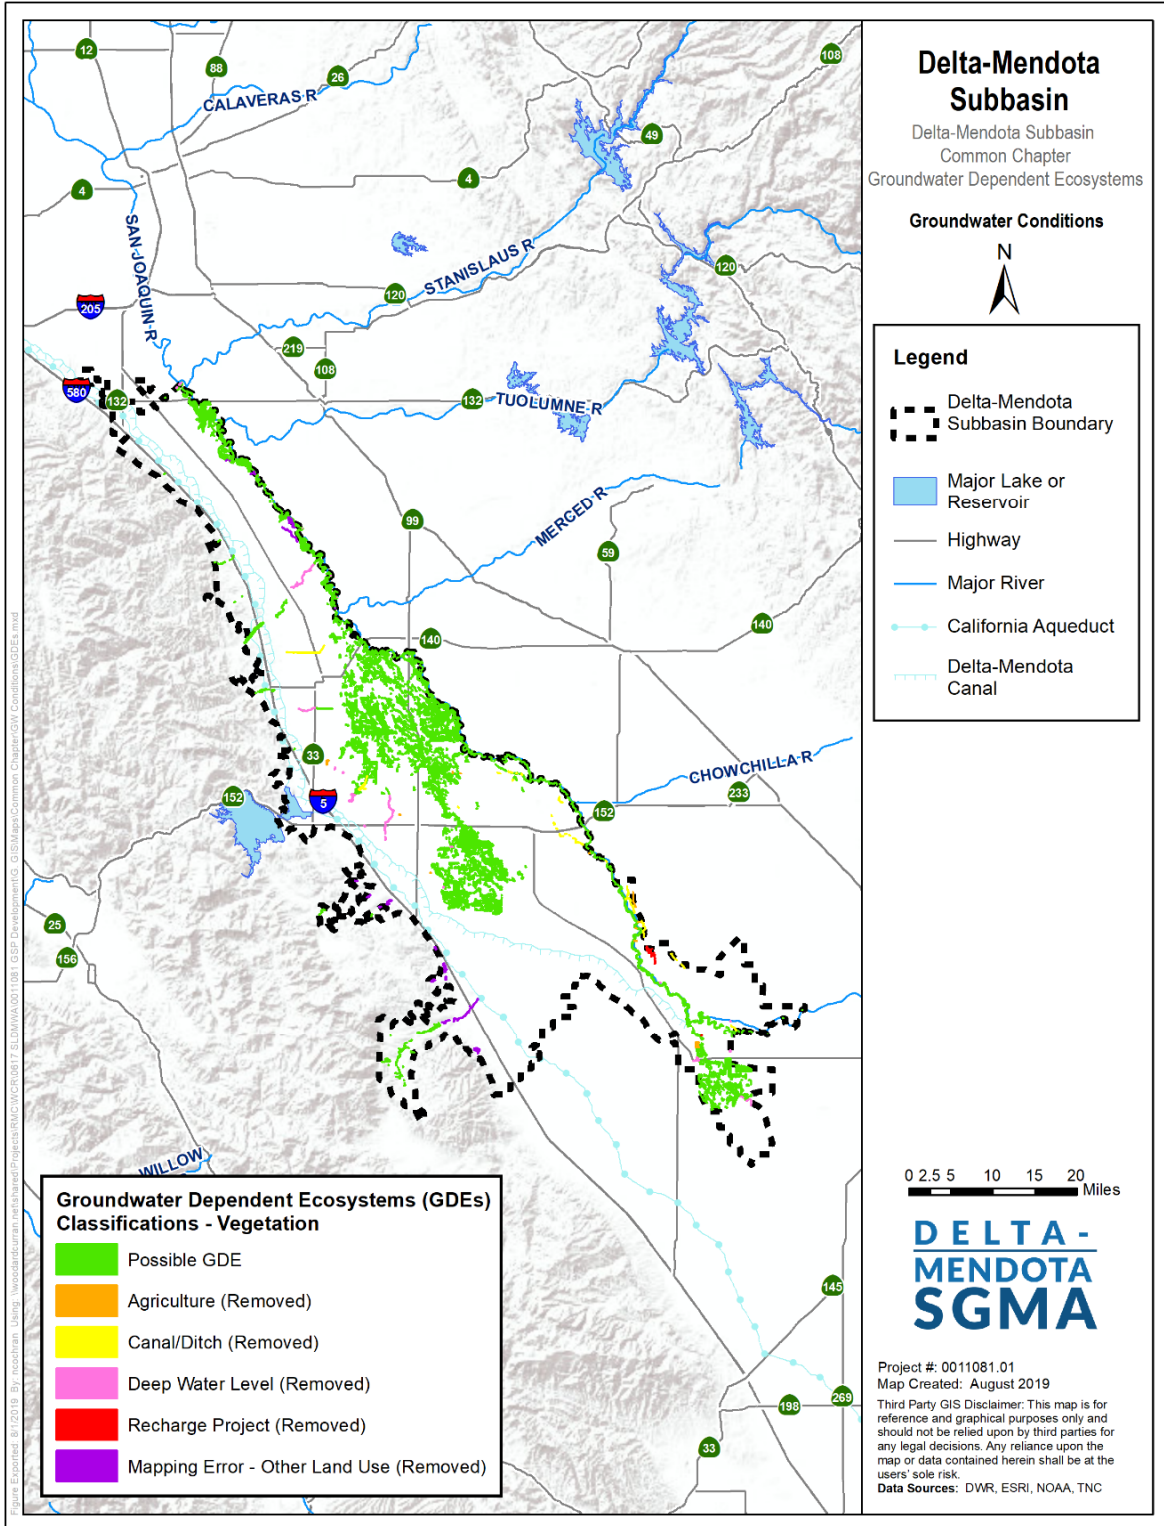 Delta-Mendota
Subbasin
Delta-Mendota Subbasin
Common Chapter
Groundwater Dependent Ecosystems
Groundwater Conditions
N
Legend
Delta-Mendota
Subbasin Boundary
Major Lake or
Reservoir
Highway
Major River
California Aqueduct
Delta-Mendota
Canal
0 2.5 5 10 15 20
Miles
DELTA-
MENDOTA
SGMA
Project #: 0011081.01
Map Created: August 2019
Third Party GIS Disclaimer: This map is for
reference and graphical purposes only and
should not be relied upon by third parties for
any legal decisions. Any reliance upon the
map or data contained herein shall be at the
users' sole risk.
Data Sources: DWR, ESRI, NOAA, TNC
12
88
26
108
CALAVERAS R
49
4
4
SAN JOAQUIN R
STANISLAUS R
120
120
205
219
108
580
132
132
TUOLUMNE R
99
MERCED R
59
140
140
33
CHOWCHILLA R
233
152
5
152
25
156
WILLOW
145
269
198
33
Groundwater Dependent Ecosystems (GDEs)
Classifications - Vegetation
Possible GDE
Agriculture (Removed)
Canal/Ditch (Removed)
Deep Water Level (Removed)
Recharge Project (Removed)
Mapping Error - Other Land Use (Removed)